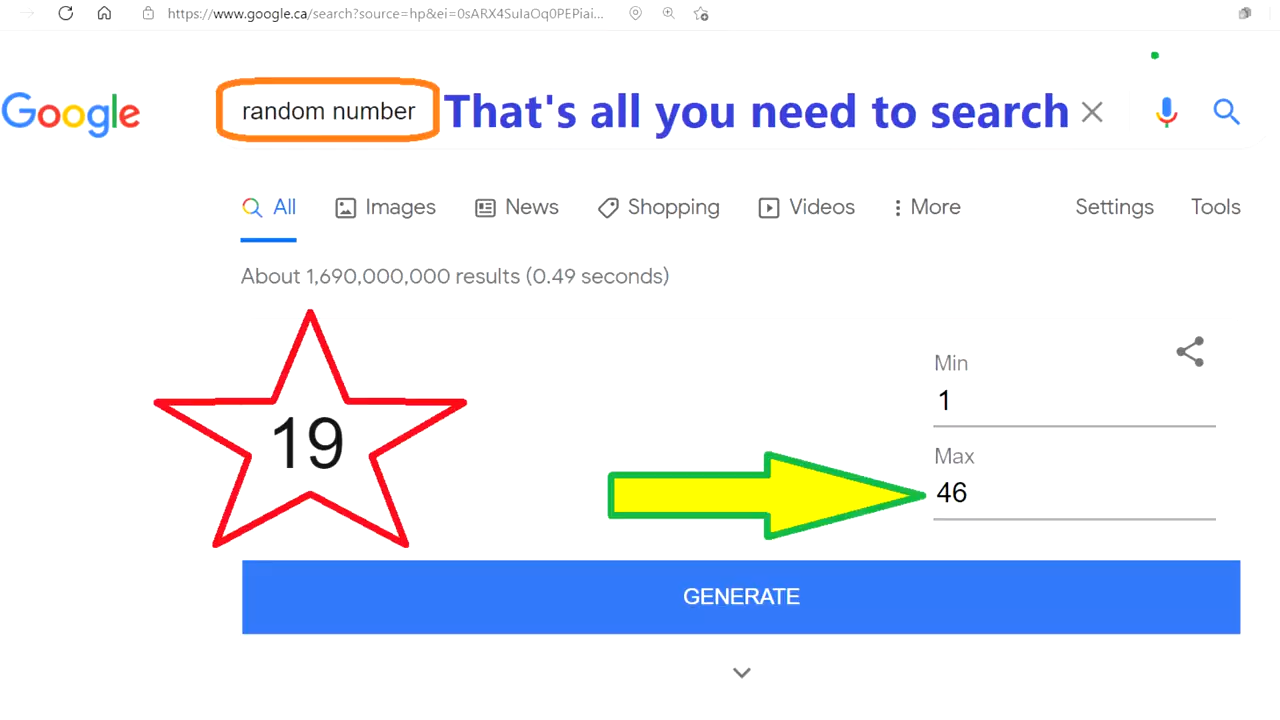 https://www.google.ca/search?source=hp&ei=0sARX4SuIaOq0PEPiai...
Google random number That's all you need to search
All Images News Shopping Videos More Settings Tools
About 1,690,000,000 results (0.49 seconds)
19
Min
1
Max
46
GENERATE